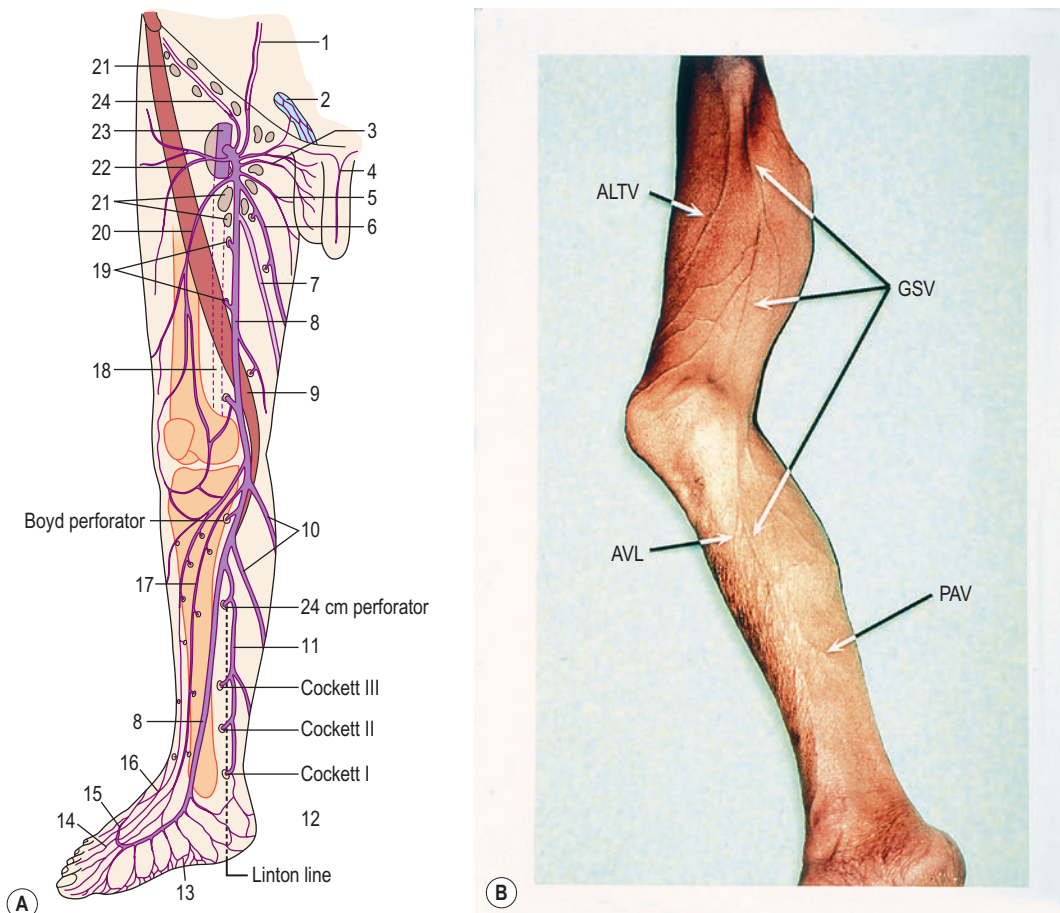 1
21
24
2
23
3
4
22
5
21
6
20
19
7
8
18
9
Boyd perforator
10
17
24 cm perforator
11
Cockett III
8
Cockett II
16
Cockett I
15
12
14
13
Linton line
A
ALTV
GSV
AVL
PAV
B